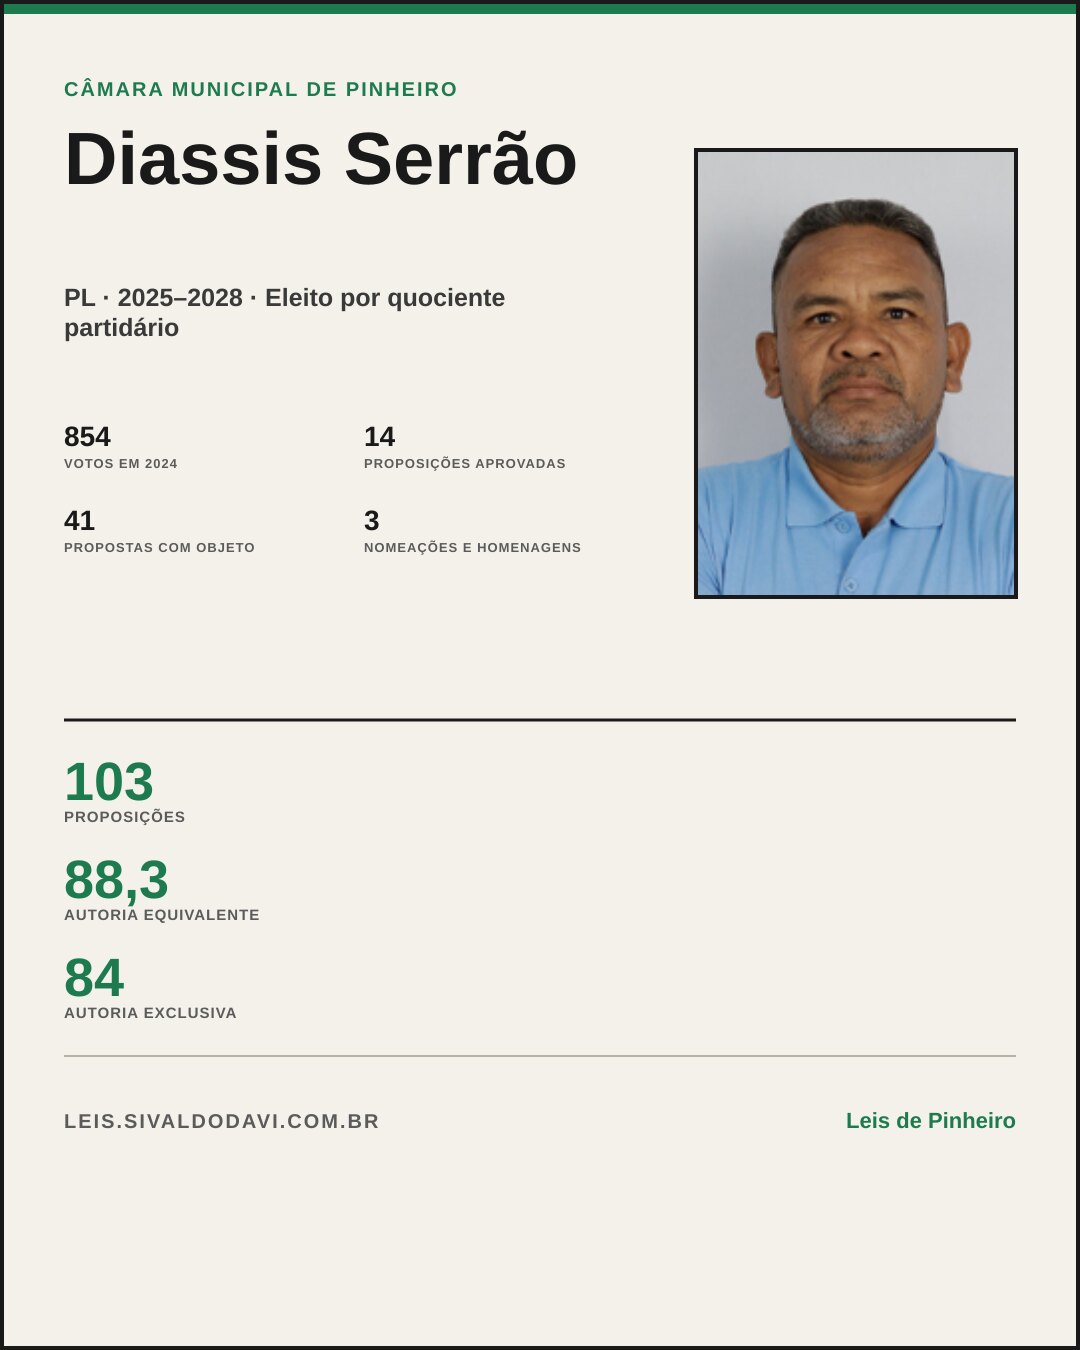 CÂMARA MUNICIPAL DE PINHEIRO
Diassis Serrão
PL · 2025–2028 · Eleito por quociente
partidário
854
VOTOS EM 2024
14
PROPOSIÇÕES APROVADAS
41
PROPOSTAS COM OBJETO
3
NOMEAÇÕES E HOMENAGENS
103
PROPOSIÇÕES
88,3
AUTORIA EQUIVALENTE
84
AUTORIA EXCLUSIVA
LEIS.SIVALDODAVI.COM.BR
Leis de Pinheiro